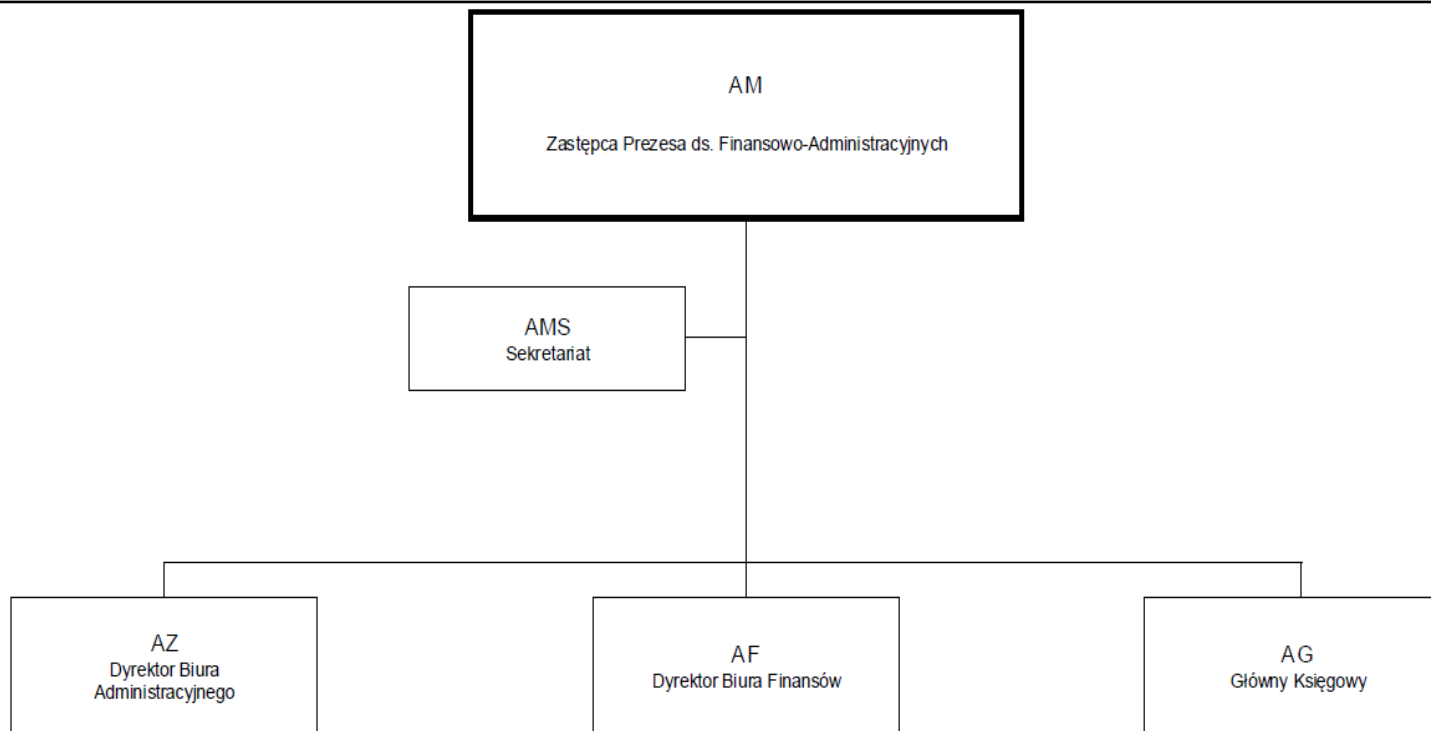 AM
Zastępca Prezesa ds. Finansowo-Administracyjnych
AMS
Sekretariat
AZ
Dyrektor Biura
Administracyjnego
AF
Dyrektor Biura Finansów
AG
Główny Księgowy